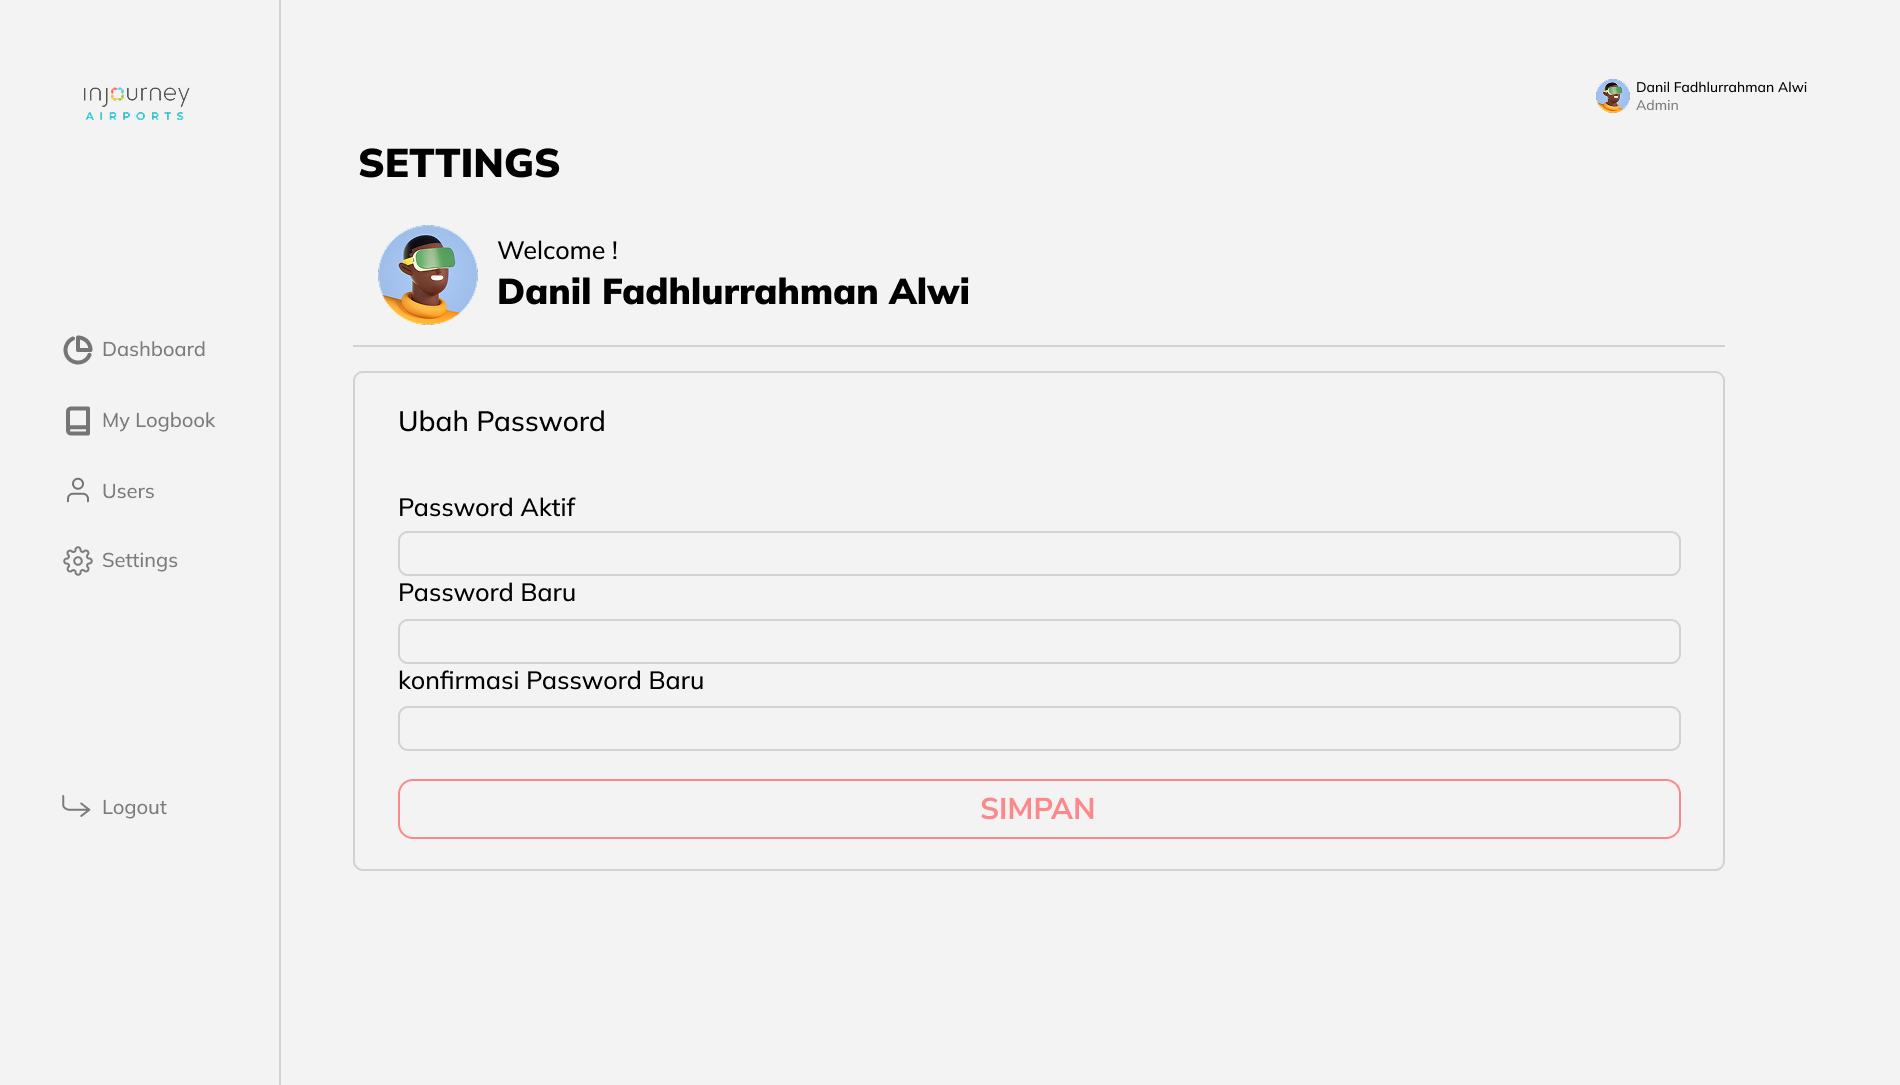 injourney
AIRPORTS
Dashboard
My Logbook
Users
Settings
Logout
Danil Fadhlurrahman Alwi
Admin
SETTINGS
Welcome !
Danil Fadhlurrahman Alwi
Ubah Password
Password Aktif
Password Baru
konfirmasi Password Baru
SIMPAN